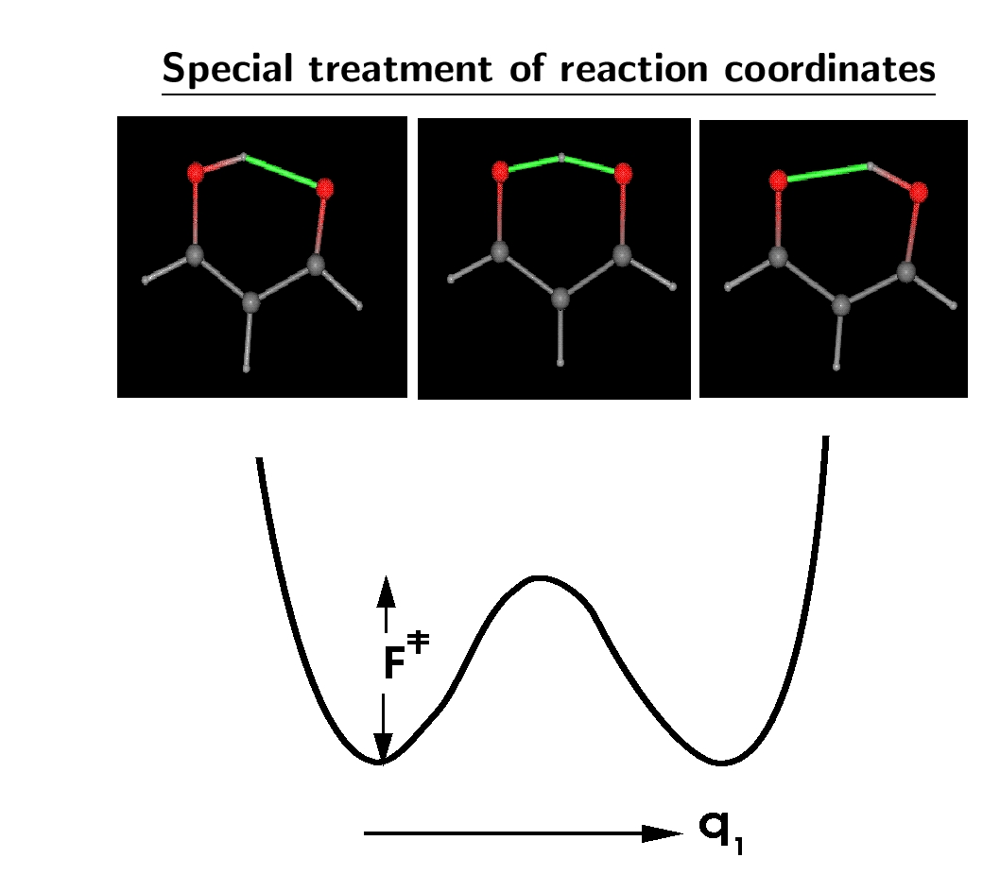 Special treatment of reaction coordinates
F‡
q₁